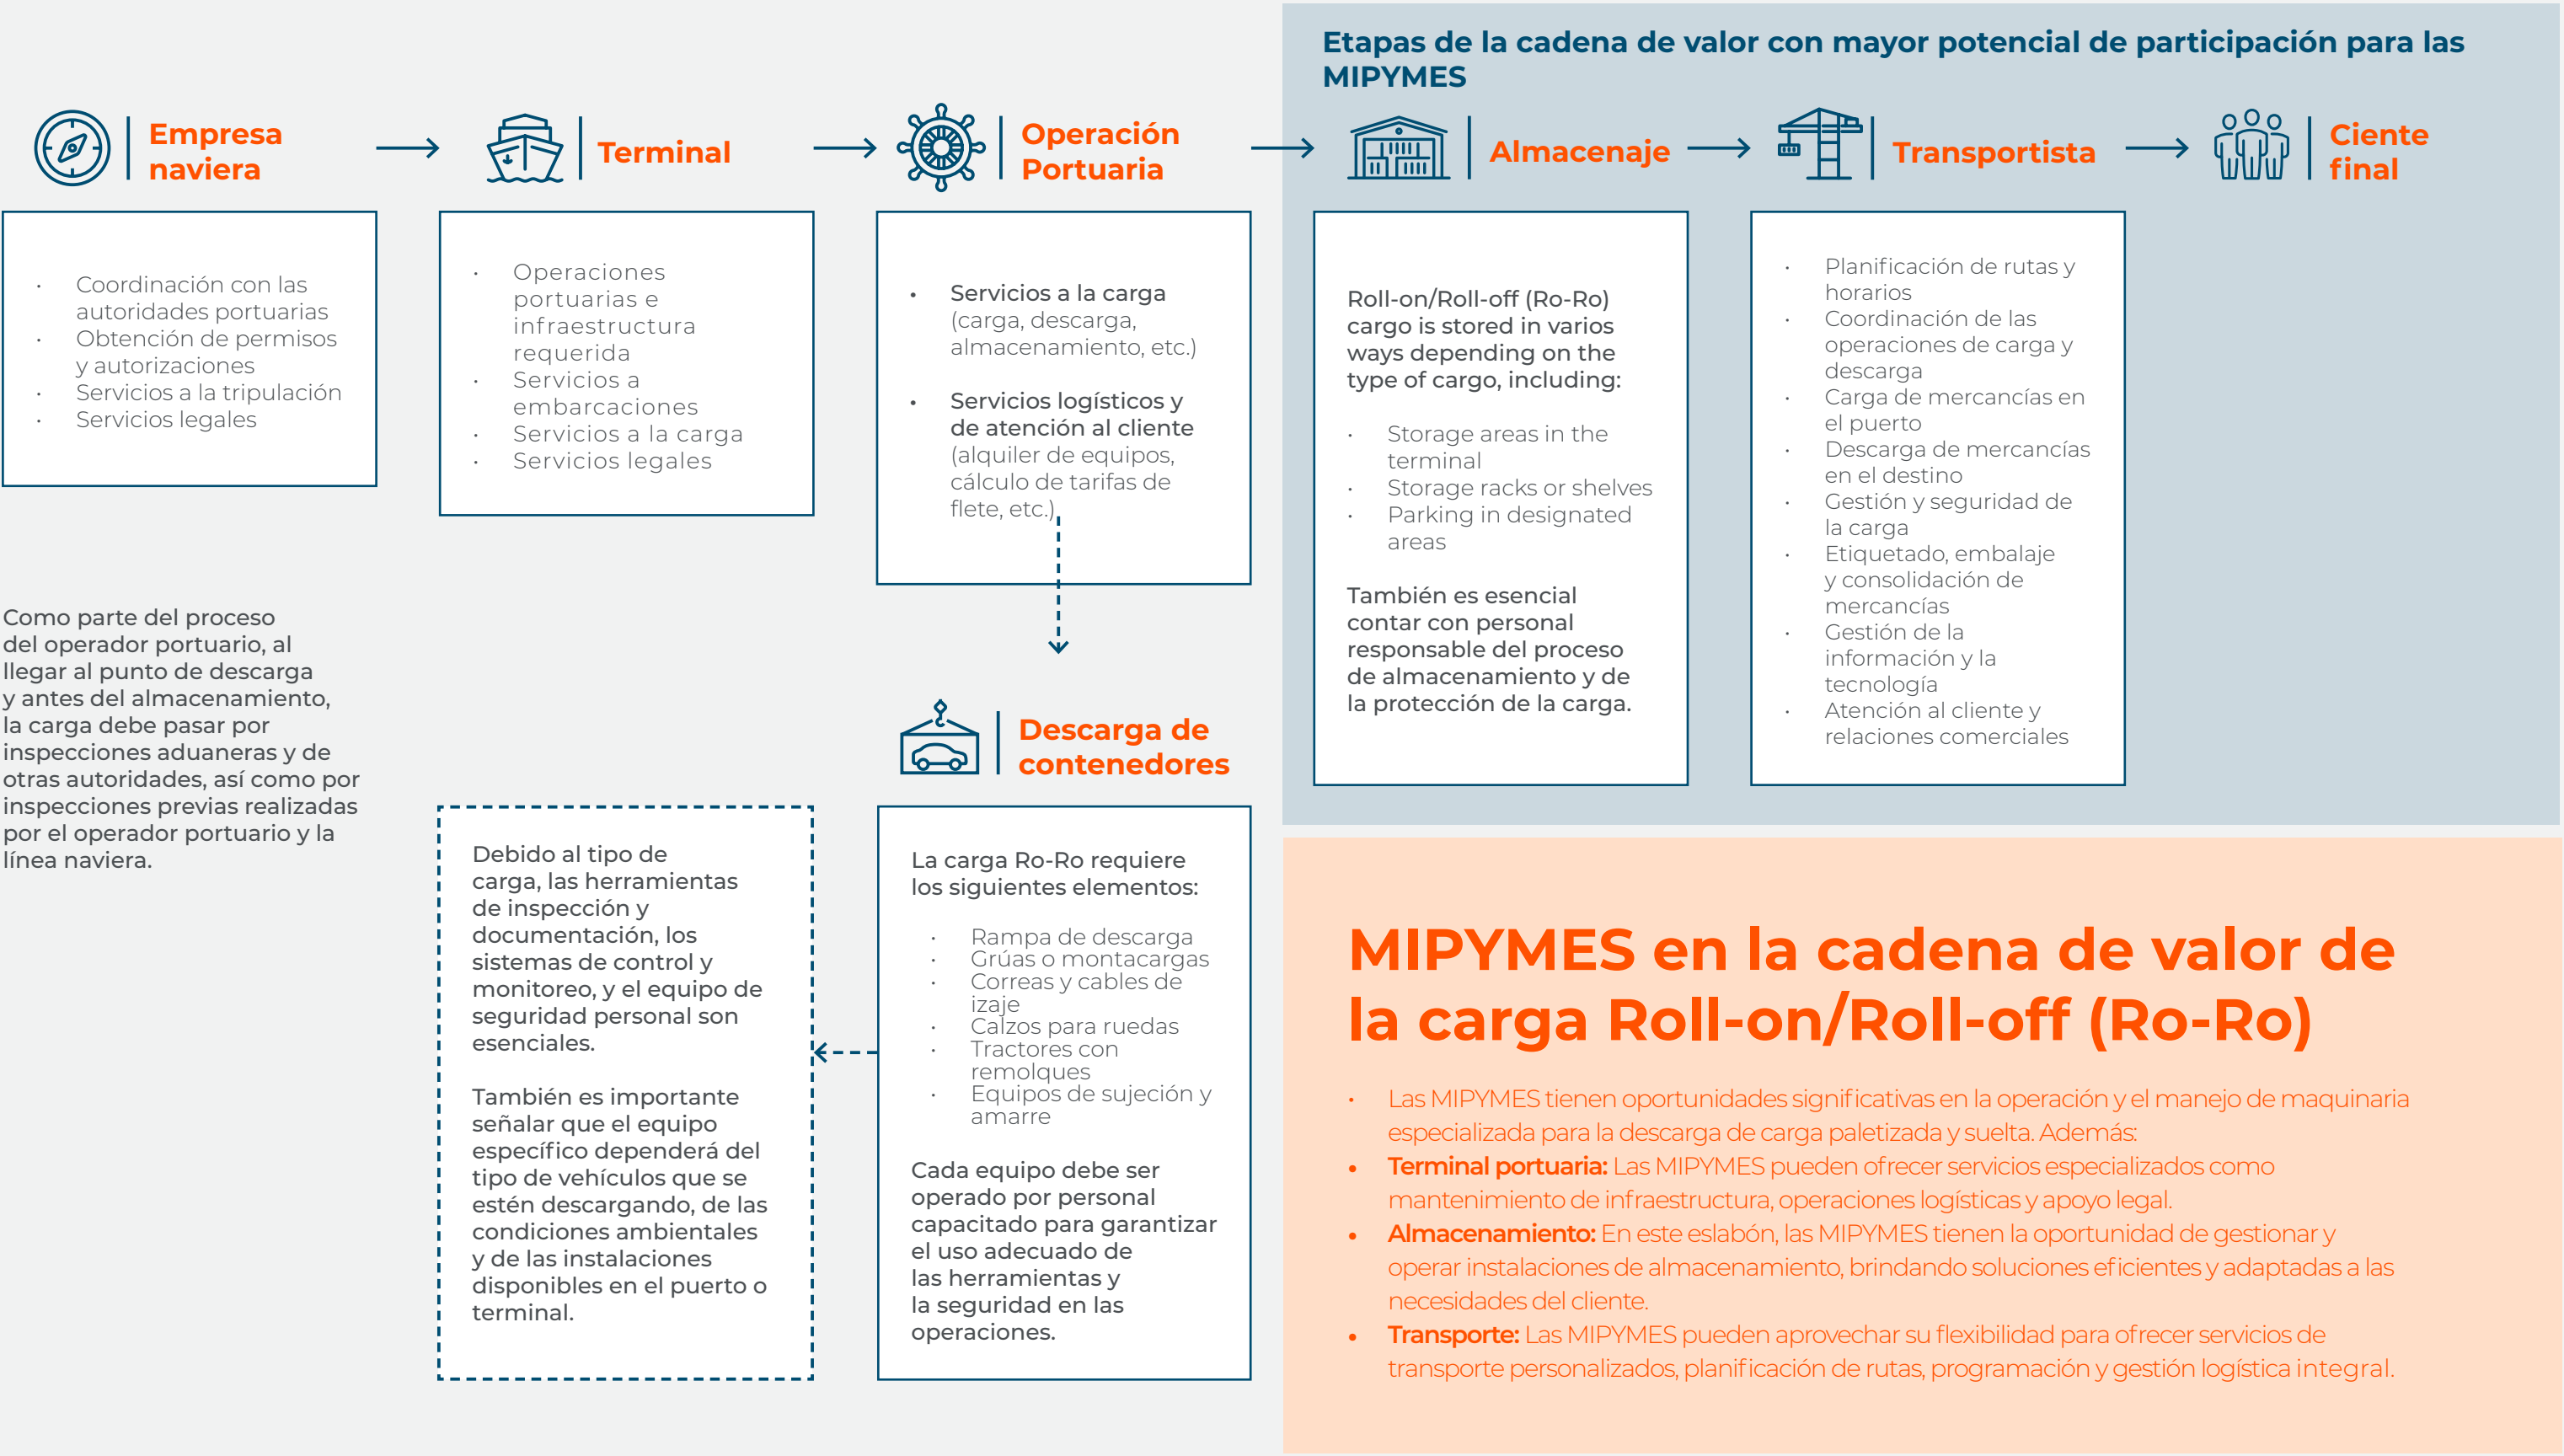 Etapas de la cadena de valor con mayor potencial de participación para las
MIPYMES
Empresa
naviera
Terminal
Operación
Portuaria
Almacenaje
Transportista
Ciente
final
· Coordinación con las
autoridades portuarias
· Obtención de permisos
y autorizaciones
· Servicios a la tripulación
· Servicios legales
· Operaciones
portuarias e
infraestructura
requerida
· Servicios a
embarcaciones
· Servicios a la carga
· Servicios legales
• Servicios a la carga
(carga, descarga,
almacenamiento, etc.)
• Servicios logísticos y
de atención al cliente
(alquiler de equipos,
cálculo de tarifas de
flete, etc.)
Roll-on/Roll-off (Ro-Ro)
cargo is stored in varios
ways depending on the
type of cargo, including:
· Storage areas in the
terminal
· Storage racks or shelves
· Parking in designated
areas
También es esencial
contar con personal
responsable del proceso
de almacenamiento y de
la protección de la carga.
· Planificación de rutas y
horarios
· Coordinación de las
operaciones de carga y
descarga
· Carga de mercancías en
el puerto
· Descarga de mercancías
en el destino
· Gestión y seguridad de
la carga
· Etiquetado, embalaje
y consolidación de
mercancías
· Gestión de la
información y la
tecnología
· Atención al cliente y
relaciones comerciales
Como parte del proceso
del operador portuario, al
llegar al punto de descarga
y antes del almacenamiento,
la carga debe pasar por
inspecciones aduaneras y de
otras autoridades, así como por
inspecciones previas realizadas
por el operador portuario y la
línea naviera.
Descarga de
contenedores
Debido al tipo de
carga, las herramientas
de inspección y
documentación, los
sistemas de control y
monitoreo, y el equipo de
seguridad personal son
esenciales.
También es importante
señalar que el equipo
específico dependerá del
tipo de vehículos que se
estén descargando, de las
condiciones ambientales
y de las instalaciones
disponibles en el puerto o
terminal.
La carga Ro-Ro requiere
los siguientes elementos:
· Rampa de descarga
· Grúas o montacargas
· Correas y cables de
izaje
· Calzos para ruedas
· Tractores con
remolques
· Equipos de sujeción y
amarre
Cada equipo debe ser
operado por personal
capacitado para garantizar
el uso adecuado de
las herramientas y
la seguridad en las
operaciones.
MIPYMES en la cadena de valor de
la carga Roll-on/Roll-off (Ro-Ro)
· Las MIPYMES tienen oportunidades significativas en la operación y el manejo de maquinaria
especializada para la descarga de carga paletizada y suelta. Además:
• Terminal portuaria: Las MIPYMES pueden ofrecer servicios especializados como
mantenimiento de infraestructura, operaciones logísticas y apoyo legal.
• Almacenamiento: En este eslabón, las MIPYMES tienen la oportunidad de gestionar y
operar instalaciones de almacenamiento, brindando soluciones eficientes y adaptadas a las
necesidades del cliente.
• Transporte: Las MIPYMES pueden aprovechar su flexibilidad para ofrecer servicios de
transporte personalizados, planificación de rutas, programación y gestión logística integral.